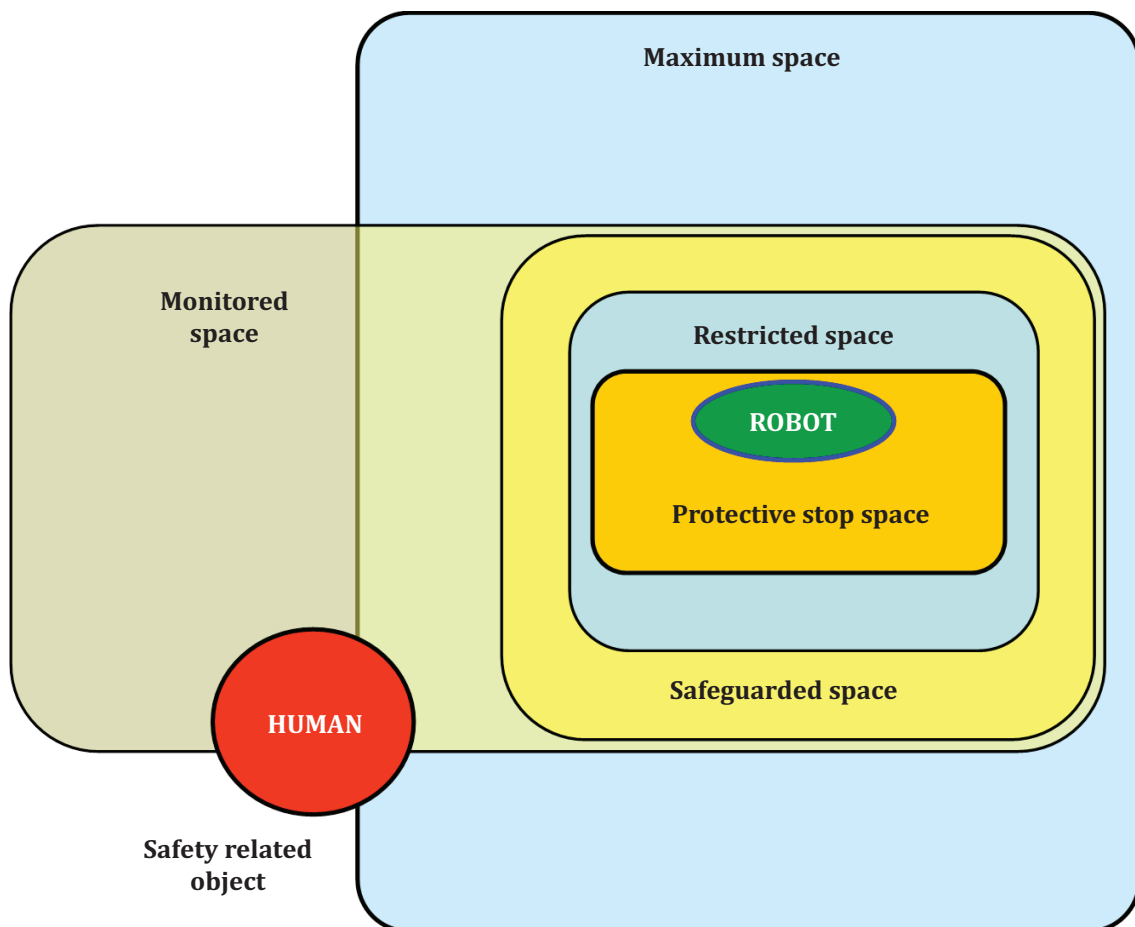 Maximum space
Monitored
space
Restricted space
ROBOT
Protective stop space
Safeguarded space
HUMAN
Safety related
object